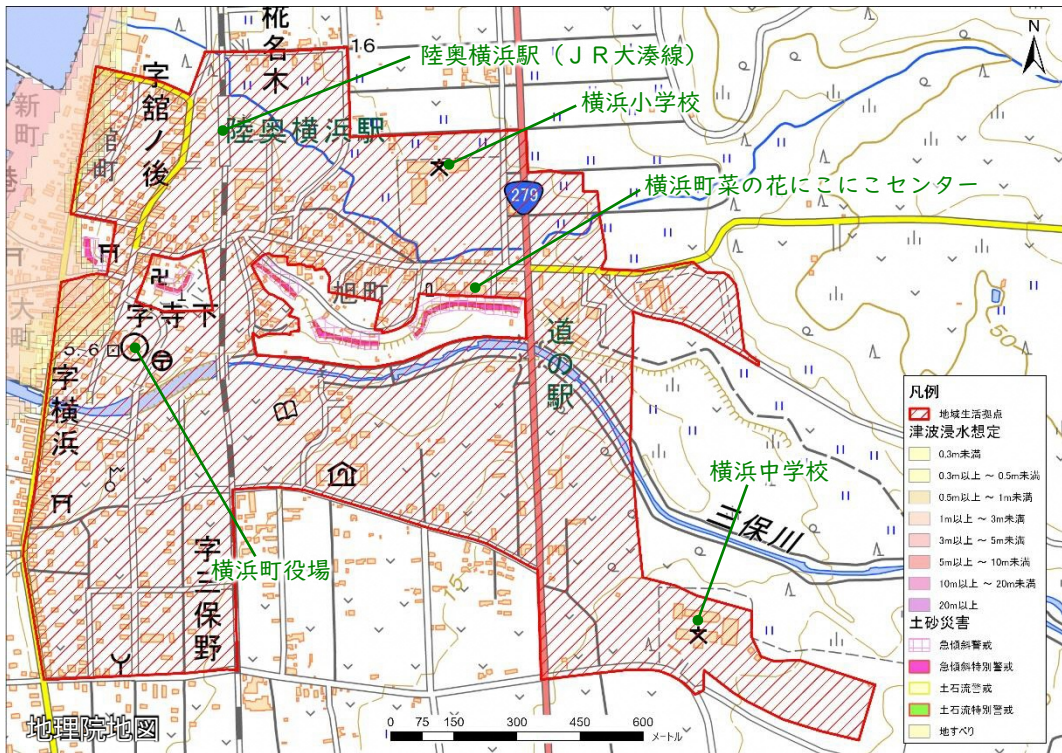 椛名木
16
N
陸奥横浜駅（ＪＲ大湊線）
字舘ノ後
新町
舘町
港
陸奥横浜駅
横浜小学校
279
横浜町菜の花にこにこセンター
大町
旭町
字寺下
5.6
道の駅
50
字横浜
横浜中学校
三保川
横浜町役場
字三保野
15
凡例
地域生活拠点
津波浸水想定
0.3m未満
0.3m以上 ～ 0.5m未満
0.5m以上 ～ 1m未満
1m以上 ～ 3m未満
3m以上 ～ 5m未満
5m以上 ～ 10m未満
10m以上 ～ 20m未満
20m以上
土砂災害
急傾斜警戒
急傾斜特別警戒
土石流警戒
土石流特別警戒
地すべり
地理院地図
0 75 150 300 450 600
メートル